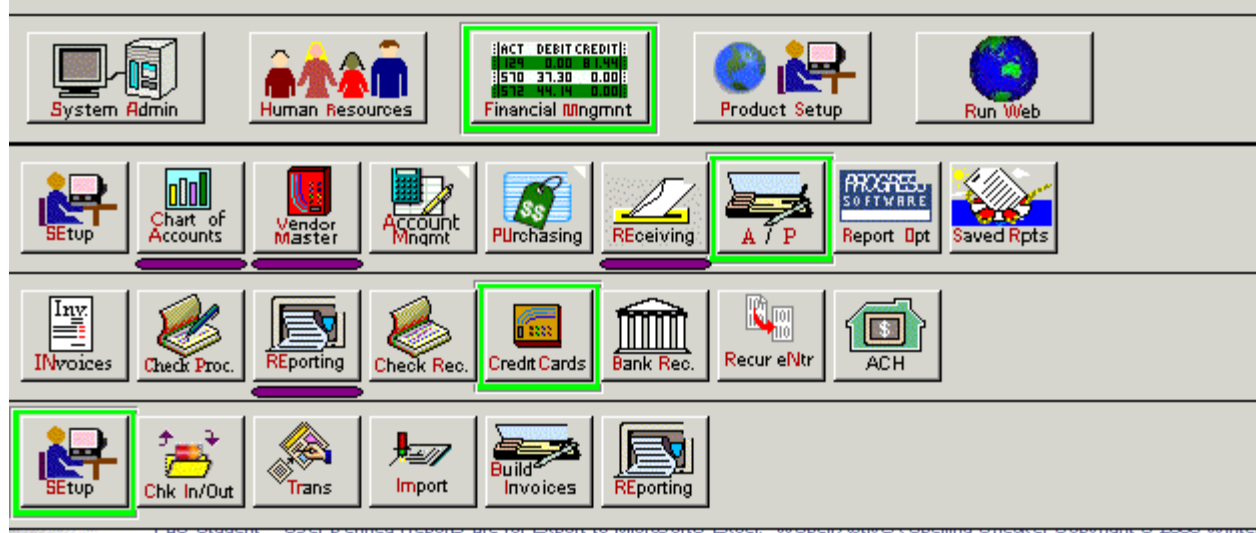 System Admin
Human Resources
ACT DEBIT CREDIT
129 0.00 81.44
570 37.30 0.00
572 44.14 0.00
Financial Mngmnt
Product Setup
Run Web
SEtup
Chart of
Accounts
Vendor
Master
Account
Mnqmt
$$
PUrchasing
REceiving
A / P
PROGRESS
SOFTWARE
Report Opt
Saved Rpts
Inv.
INvoices
Check Proc.
REporting
Check Rec.
Credit Cards
Bank Rec.
Recur eNtr
$
ACH
SEtup
Chk In/Out
Trans
Import
Build
Invoices
REporting